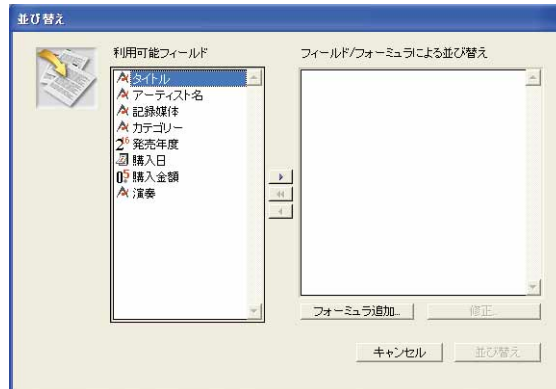 並び替え
利用可能フィールド
フィールド/フォーミュラによる並び替え
タイトル
アーティスト名
記録媒体
カテゴリー
発売年度
購入日
購入金額
演奏
フォーミュラ追加...
修正...
キャンセル
並び替え